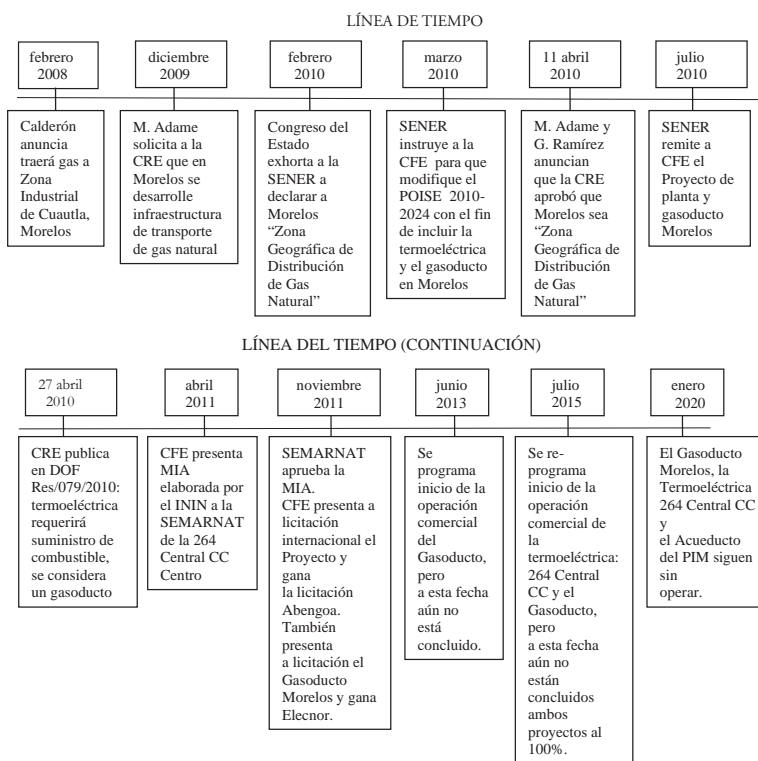 LÍNEA DE TIEMPO
febrero
2008
diciembre
2009
febrero
2010
marzo
2010
11 abril
2010
julio
2010
Calderón
anuncia
traerá gas a
Zona
Industrial
de Cuautla,
Morelos
M. Adame
solicita a la
CRE que en
Morelos se
desarrolle
infraestructura
de transporte
de gas natural
Congreso del
Estado
exhorta a la
SENER a
declarar a
Morelos
“Zona
Geográfica de
Distribución
de Gas
Natural”
SENER
instruye a la
CFE para que
modifique el
POISE 2010-
2024 con el fin
de incluir la
termoeléctrica
y el gasoducto
en Morelos
M. Adame y
G. Ramírez
anuncian
que la CRE
aprobó que
Morelos sea
“Zona
Geográfica de
Distribución de
Gas Natural”
SENER
remite a
CFE el
Proyecto de
planta y
gasoducto
Morelos
LÍNEA DEL TIEMPO (CONTINUACIÓN)
27 abril
2010
abril
2011
noviembre
2011
junio
2013
julio
2015
enero
2020
CRE publica
en DOF
Res/079/2010:
termoeléctrica
requerirá
suministro de
combustible,
se considera
un gasoducto
CFE presenta
MIA
elaborada por
el ININ a la
SEMARNAT
de la 264
Central CC
Centro
SEMARNAT
aprueba la
MIA.
CFE presenta a
licitación
internacional el
Proyecto y
gana
la licitación
Abengoa.
También
presenta
a licitación el
Gasoducto
Morelos y gana
Elecnor.
Se
programa
inicio de la
operación
comercial
del
Gasoducto,
pero
a esta fecha
aún no
está
concluido.
Se re-
programa
inicio de la
operación
comercial de
la
termoeléctrica:
264 Central
CC y el
Gasoducto,
pero
a esta fecha
aún no
están
concluidos
ambos
proyectos al
100%.
El Gasoducto
Morelos, la
Termoeléctrica
264 Central CC
y
el Acueducto
del PIM siguen
sin
operar.